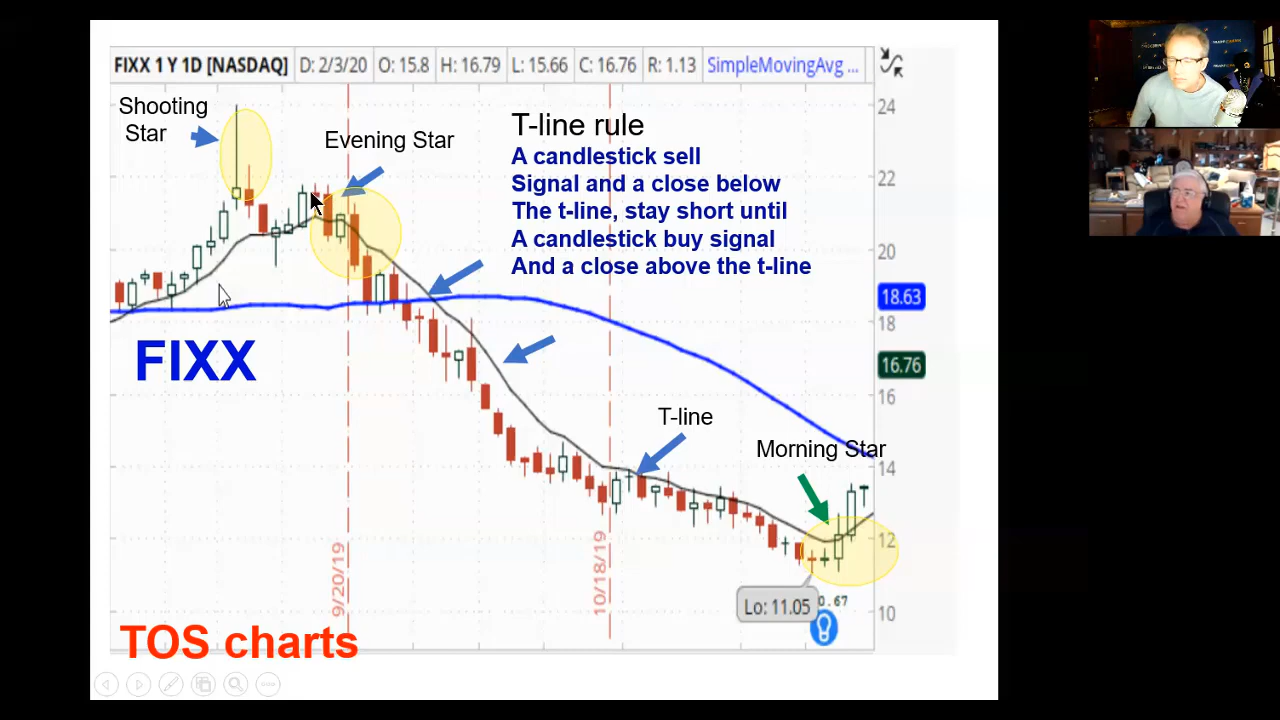 FIXX 1 Y 1D [NASDAQ] D: 2/3/20 O: 15.8 H: 16.79 L: 15.66 C: 16.76 R: 1.13 SimpleMovingAvg ...
Shooting
Star
Evening Star
T-line rule
A candlestick sell
Signal and a close below
The t-line, stay short until
A candlestick buy signal
And a close above the t-line
24
22
20
18.63
18
16.76
16
14
12
10
FIXX
T-line
Morning Star
9/20/19
10/18/19
Lo: 11.05
0.67
TOS charts